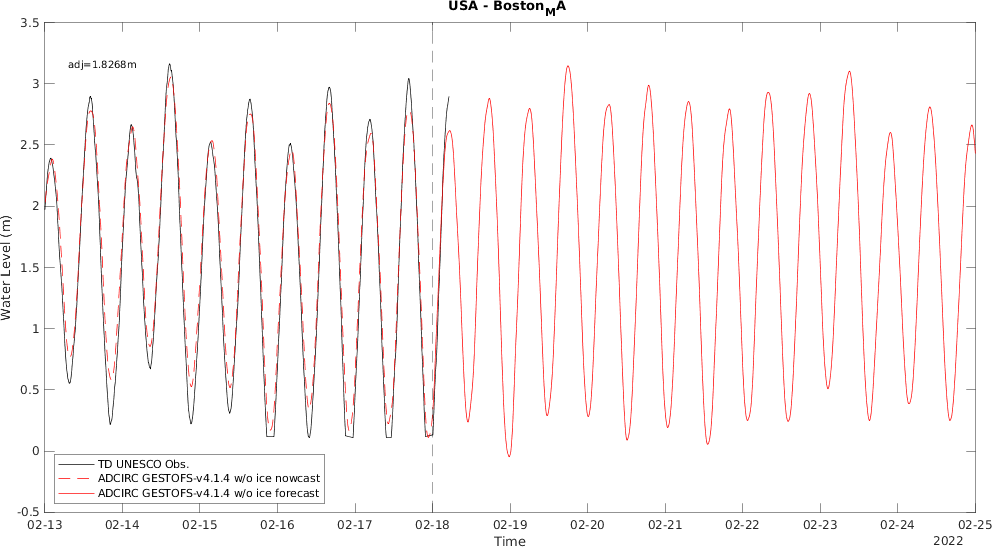 USA - Boston_MA
adj=1.8268m
3.5
3
2.5
2
1.5
1
0.5
0
-0.5
Water Level (m)
TD UNESCO Obs.
ADCIRC GESTOFS-v4.1.4 w/o ice nowcast
ADCIRC GESTOFS-v4.1.4 w/o ice forecast
02-13 02-14 02-15 02-16 02-17 02-18 02-19 02-20 02-21 02-22 02-23 02-24 02-25
Time
2022